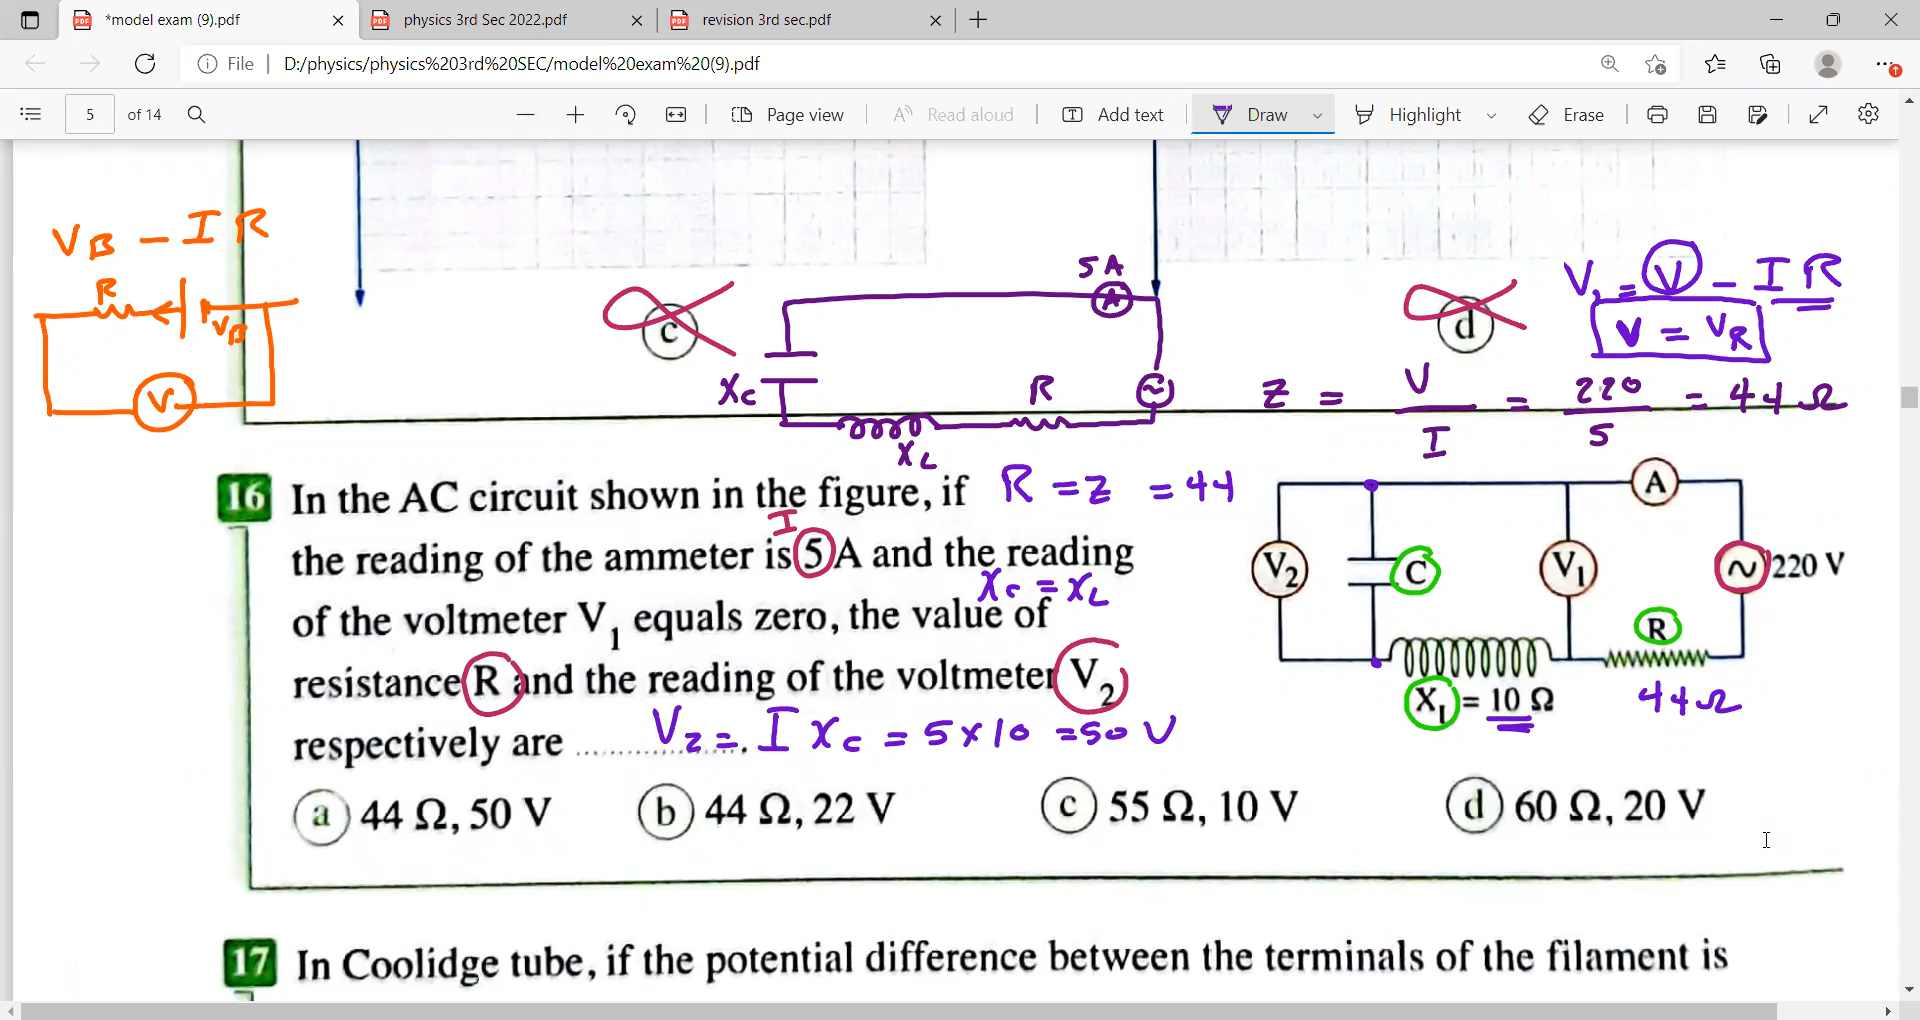 *model exam (9).pdf
physics 3rd Sec 2022.pdf
revision 3rd sec.pdf
File
D:/physics/physics%203rd%20SEC/model%20exam%20(9).pdf
5 of 14
Page view
Read aloud
Add text
Draw
Highlight
Erase
VB - I R
R
VB
V
c
5 A
A
XC
R
XL
d
V1 = V - I R
V = VR
Z = V / I = 220 / 5 = 44 Ω
16 In the AC circuit shown in the figure, if
R = Z = 44
I
the reading of the ammeter is 5 A and the reading
XC = XL
of the voltmeter V1 equals zero, the value of
resistance R and the reading of the voltmeter V2
respectively are ..............
V2 = I XC = 5 × 10 = 50 V
A
V2
C
V1
220 V
R
XL = 10 Ω
44 Ω
a 44 Ω, 50 V
b 44 Ω, 22 V
c 55 Ω, 10 V
d 60 Ω, 20 V
17 In Coolidge tube, if the potential difference between the terminals of the filament is